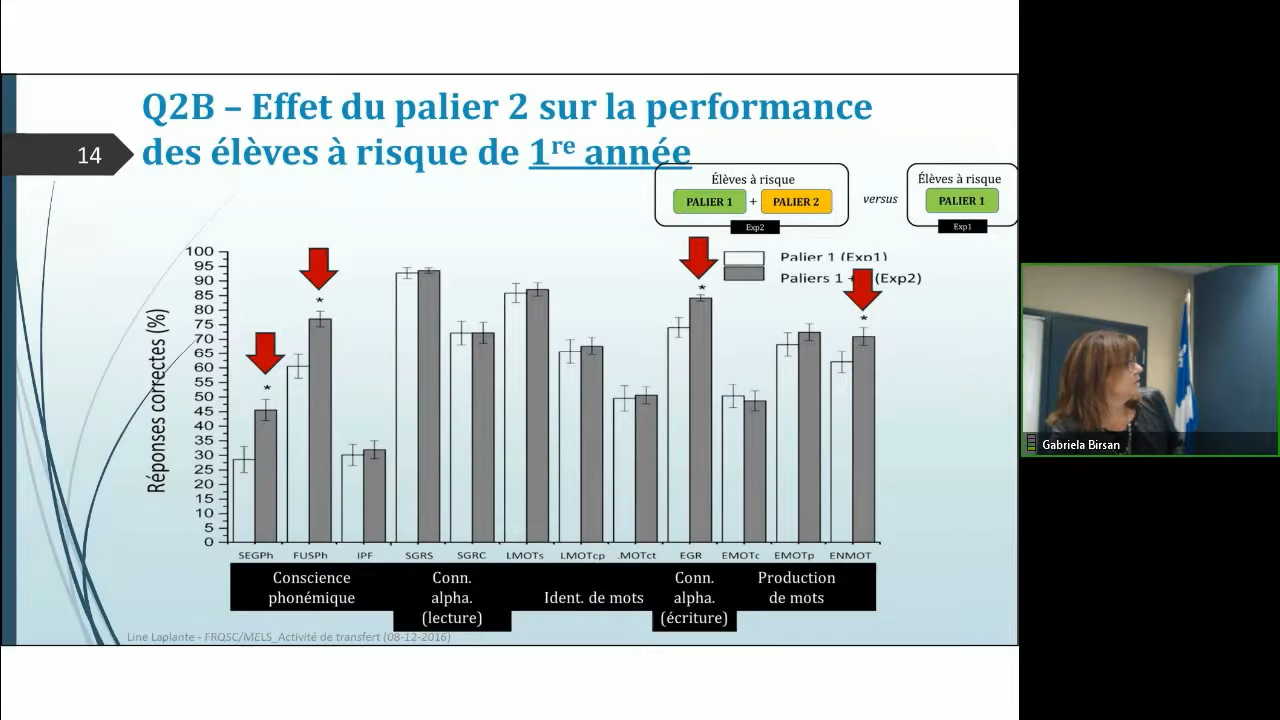 Q2B – Effet du palier 2 sur la performance
des élèves à risque de 1re année
14
Élèves à risque
PALIER 1 + PALIER 2
Exp2
versus
Élèves à risque
PALIER 1
Exp1
Palier 1 (Exp1)
Paliers 1 + (Exp2)
Réponses correctes (%)
100
95
90
85
80
75
70
65
60
55
50
45
40
35
30
25
20
15
10
5
0
*
*
*
*
SEGPh FUSPh IPF SGRS SGRC LMOTs LMOTcp .MOTct EGR EMOTc EMOTp ENMOT
Conscience
phonémique
Conn.
alpha.
(lecture)
Ident. de mots
Conn.
alpha.
(écriture)
Production
de mots
Line Laplante - FRQSC/MELS_Activité de transfert (08-12-2016)
Gabriela Birsan